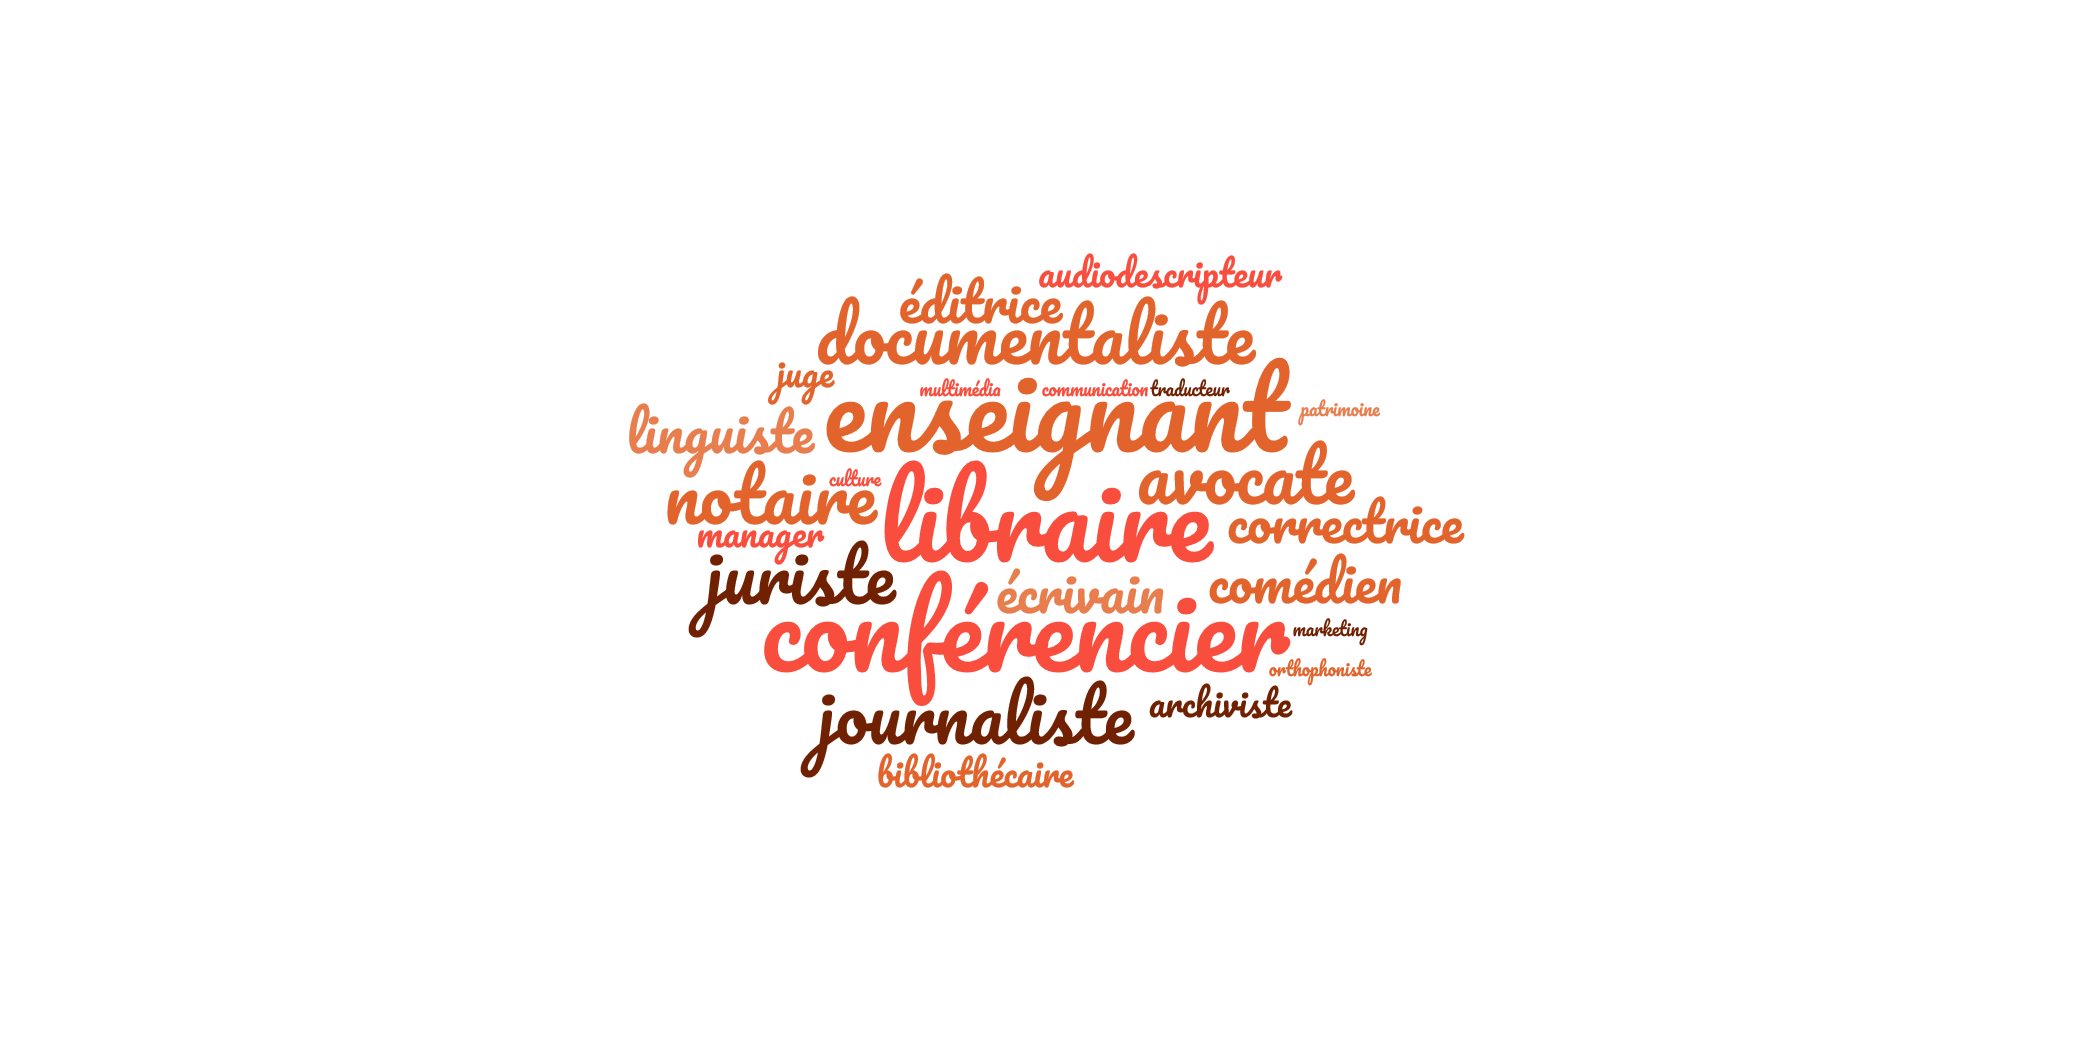 audiodescripteur
éditrice
documentaliste
juge
multimédia
communication
traducteur
enseignant
patrimoine
linguiste
culture
notaire
avocate
libraire
correctrice
manager
juriste
écrivain
comédien
conférencier
marketing
orthophoniste
archiviste
journaliste
bibliothécaire